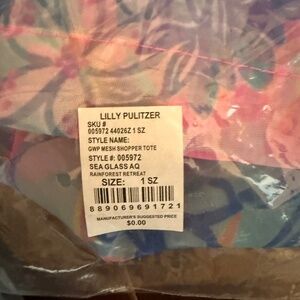 LILLY PULITZER
SKU #
005972 44026Z 1 SZ
STYLE NAME:
GWP MESH SHOPPER TOTE
STYLE #: 005972
SEA GLASS AQ
RAINFOREST RETREAT
SIZE: 1 SZ
889069691721
MANUFACTURER'S SUGGESTED PRICE
$0.00